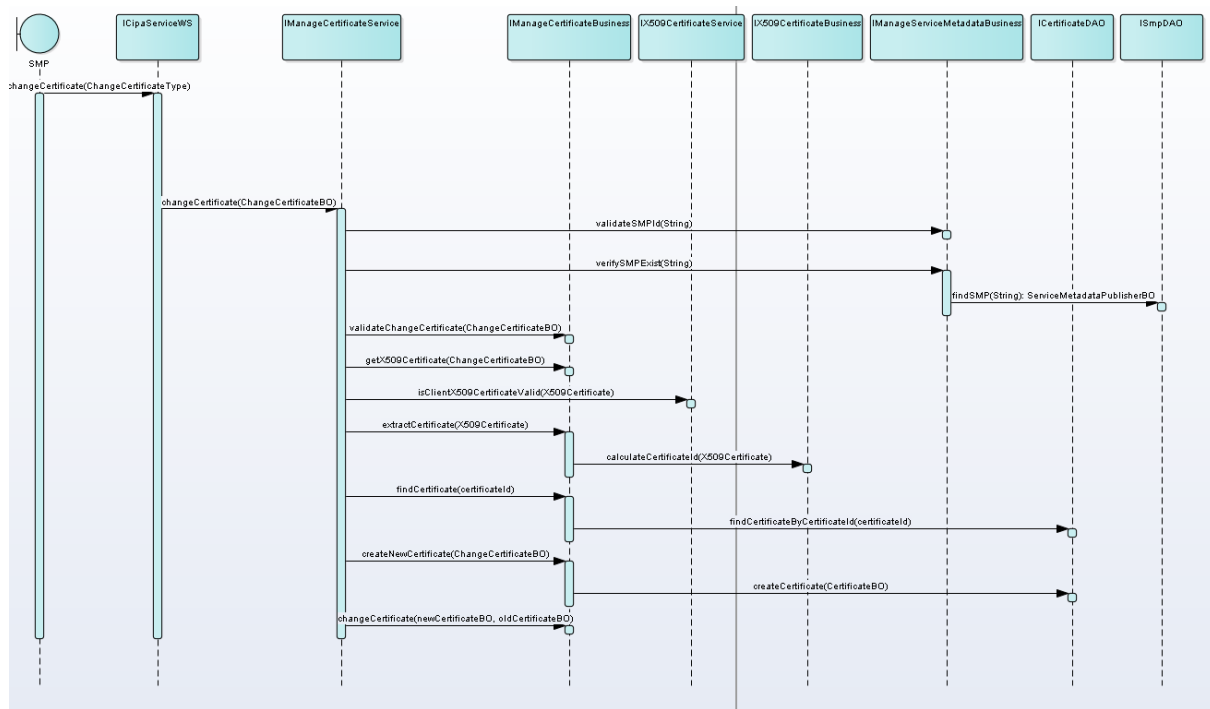 ICipaServiceWS
IManageCertificateService
IManageCertificateBusiness
IX509CertificateService
IX509CertificateBusiness
IManageServiceMetadataBusiness
ICertificateDAO
ISmpDAO
SMP
changeCertificate(ChangeCertificateType)
changeCertificate(ChangeCertificateBO)
validateSMPId(String)
verifySMPExist(String)
findSMP(String): ServiceMetadataPublisherBO
validateChangeCertificate(ChangeCertificateBO)
getX509Certificate(ChangeCertificateBO)
isClientX509CertificateValid(X509Certificate)
extractCertificate(X509Certificate)
calculateCertificateId(X509Certificate)
findCertificate(certificateId)
findCertificateByCertificateId(certificateId)
createNewCertificate(ChangeCertificateBO)
createCertificate(CertificateBO)
changeCertificate(newCertificateBO, oldCertificateBO)